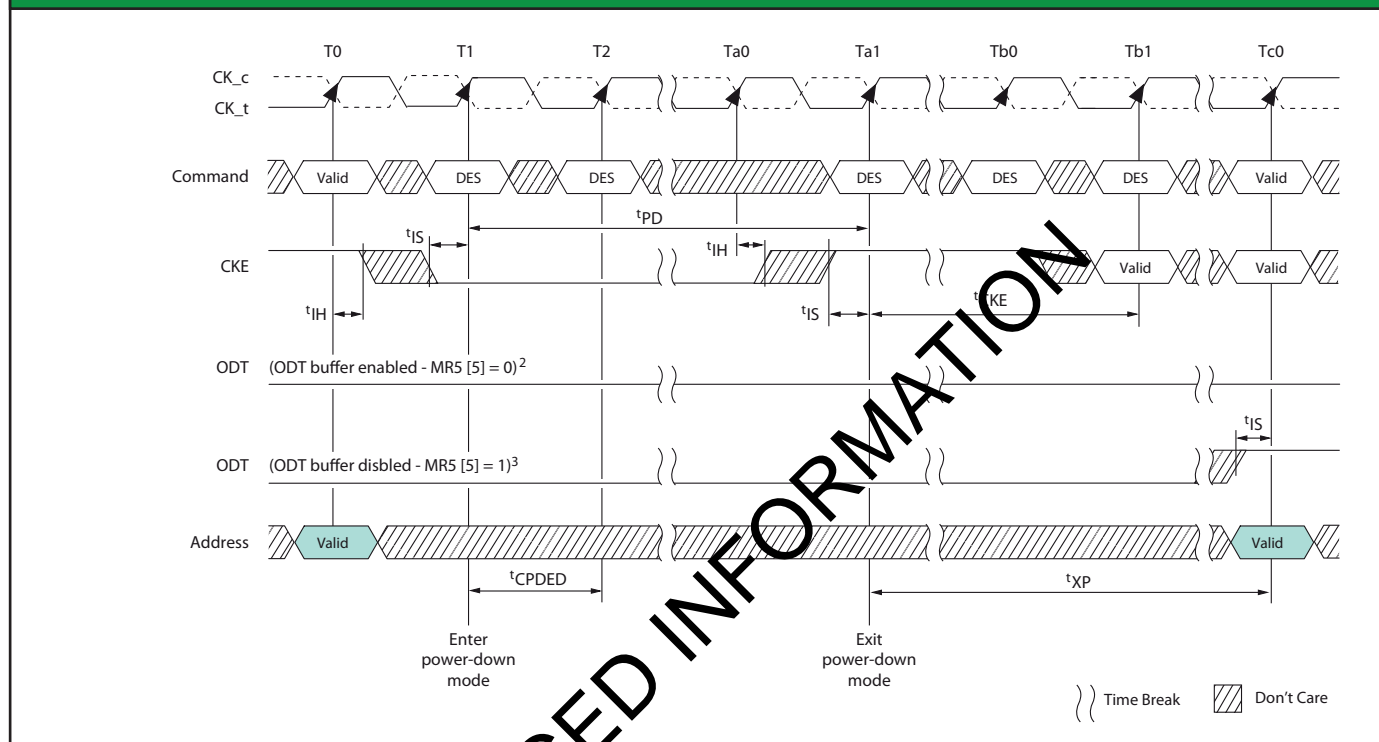 T0 T1 T2 Ta0 Ta1 Tb0 Tb1 Tc0
CK_c
CK_t
Command Valid DES DES DES DES DES Valid
tPD
tIS
tIH
CKE Valid Valid
tIH
tIS
tCKE
ODT (ODT buffer enabled - MR5 [5] = 0)2
tIS
ODT (ODT buffer disbled - MR5 [5] = 1)3
Address Valid Valid
tCPDED
tXP
Enter
power-down
mode
Exit
power-down
mode
Time Break
Don't Care
INFORMATION